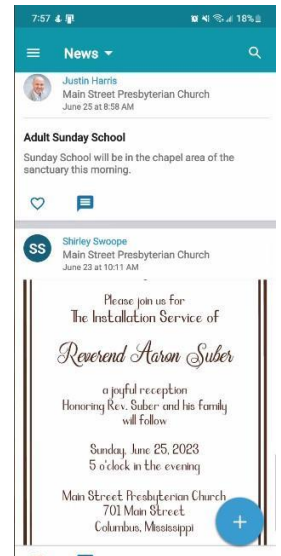 7:57
18%
News
Justin Harris
Main Street Presbyterian Church
June 25 at 8:58 AM
Adult Sunday School
Sunday School will be in the chapel area of the
sanctuary this morning.
SS
Shirley Swoope
Main Street Presbyterian Church
June 23 at 10:11 AM
Please join us for
The Installation Service of
Reverend Aaron Suber
a joyful reception
Honoring Rev. Suber and his family
will follow
Sunday, June 25, 2023
5 o'clock in the evening
Main Street Presbyterian Church
701 Main Street
Columbus, Mississippi